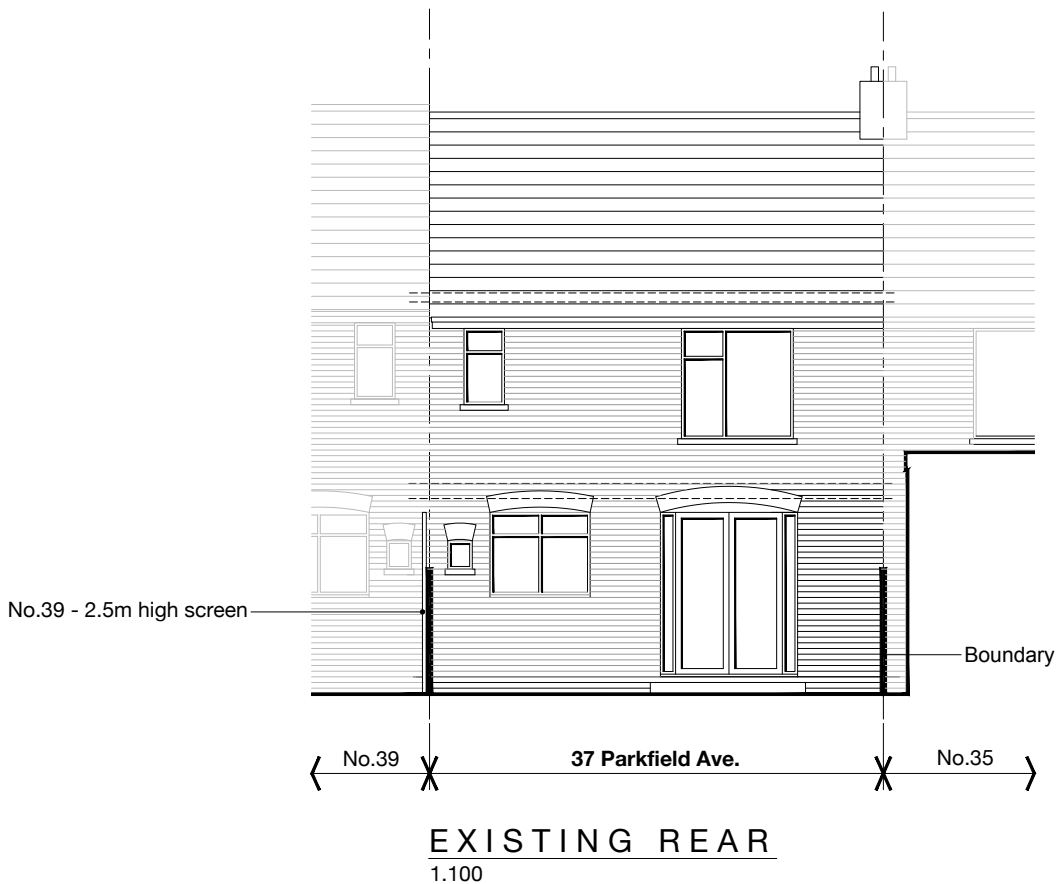 No.39 - 2.5m high screen
Boundary
No.39
37 Parkfield Ave.
No.35
EXISTING REAR
1.100